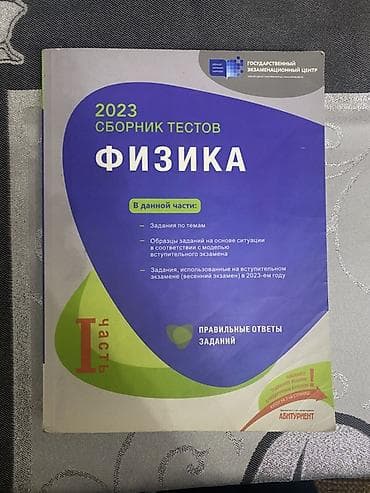 ГОСУДАРСТВЕННЫЙ
ЭКЗАМЕНАЦИОННЫЙ ЦЕНТР
2023
СБОРНИК ТЕСТОВ
ФИЗИКА
В данной части:
– Задания по темам
– Образцы заданий на основе ситуации
в соответствии с моделью
вступительного экзамена
– Задания, использованные на вступительном
экзамене (весенний экзамен) в 2023-ем году
I часть
ПРАВИЛЬНЫЕ ОТВЕТЫ
ЗАДАНИЙ
АБИТУРИЕНТ